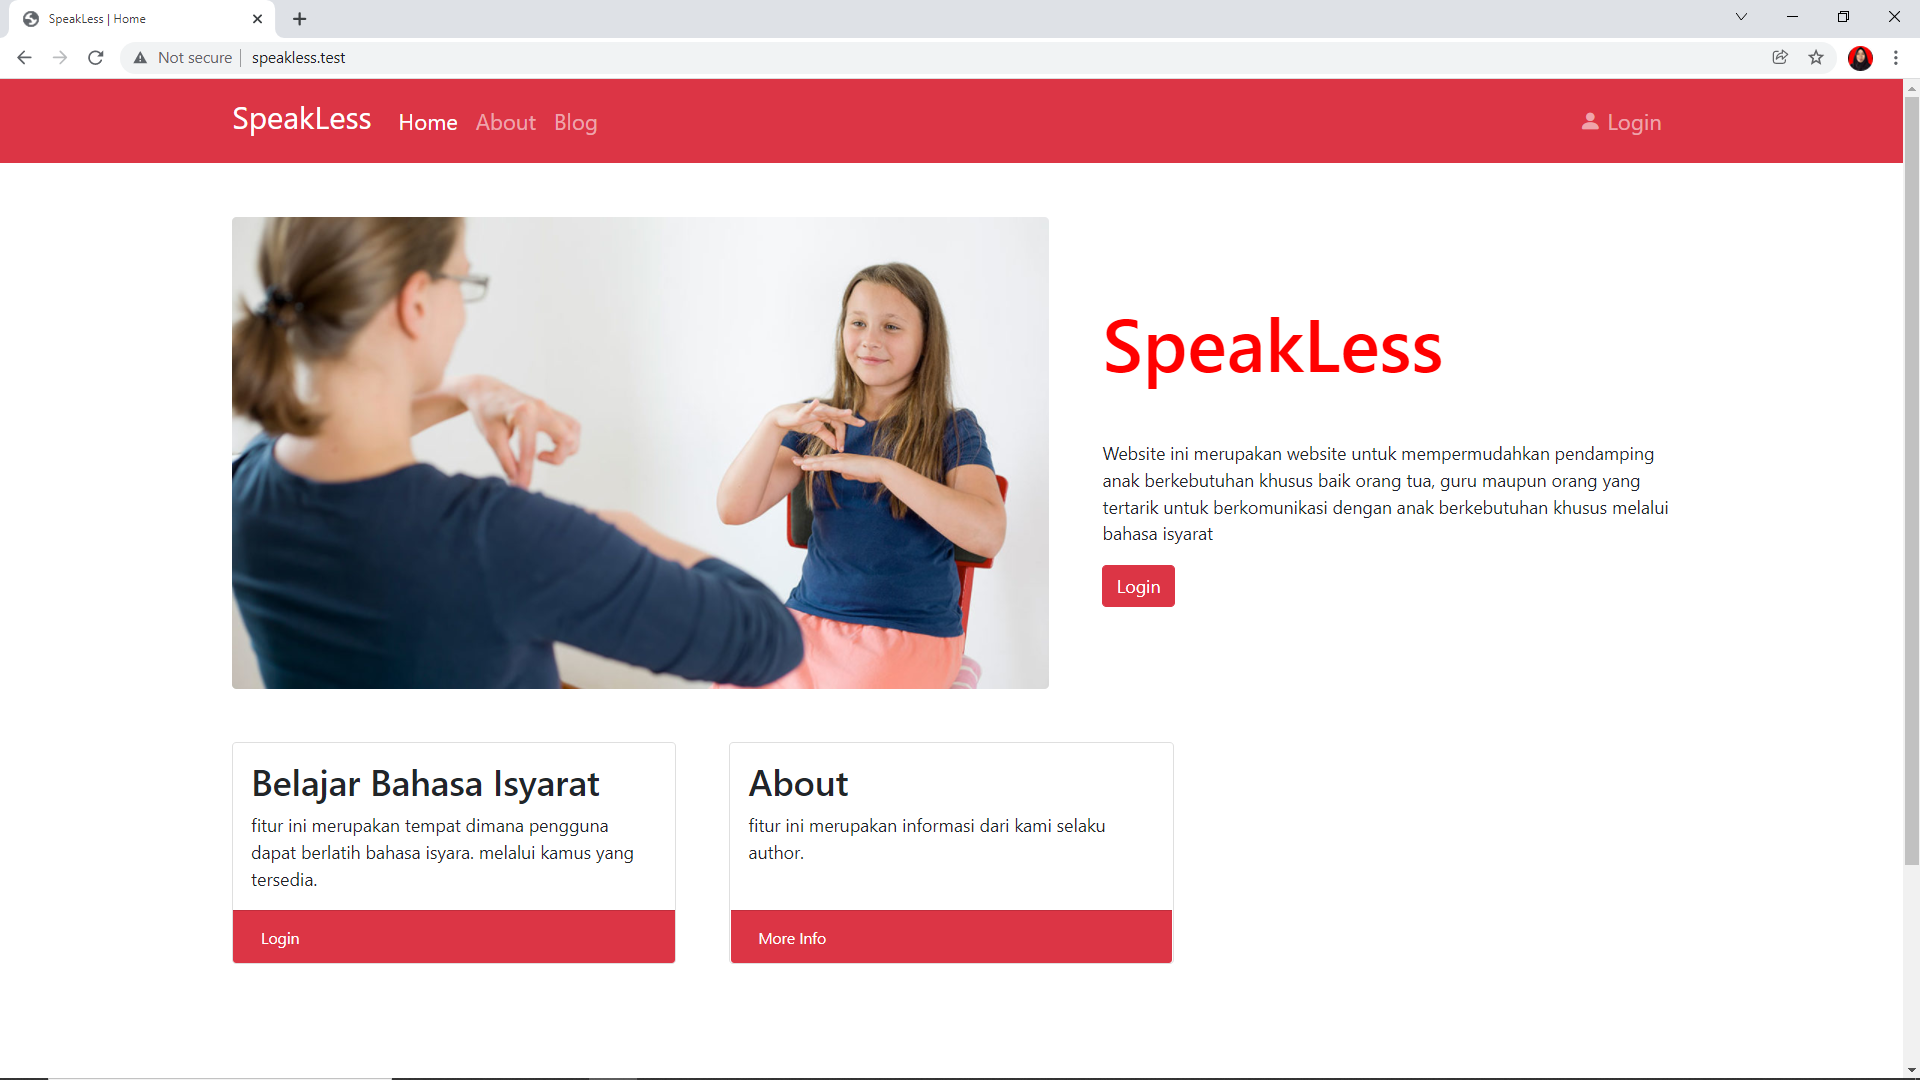 SpeakLess | Home
Not secure
speakless.test
SpeakLess
Home
About
Blog
Login
SpeakLess
Website ini merupakan website untuk mempermudahkan pendamping
anak berkebutuhan khusus baik orang tua, guru maupun orang yang
tertarik untuk berkomunikasi dengan anak berkebutuhan khusus melalui
bahasa isyarat
Login
Belajar Bahasa Isyarat
fitur ini merupakan tempat dimana pengguna
dapat berlatih bahasa isyara. melalui kamus yang
tersedia.
Login
About
fitur ini merupakan informasi dari kami selaku
author.
More Info